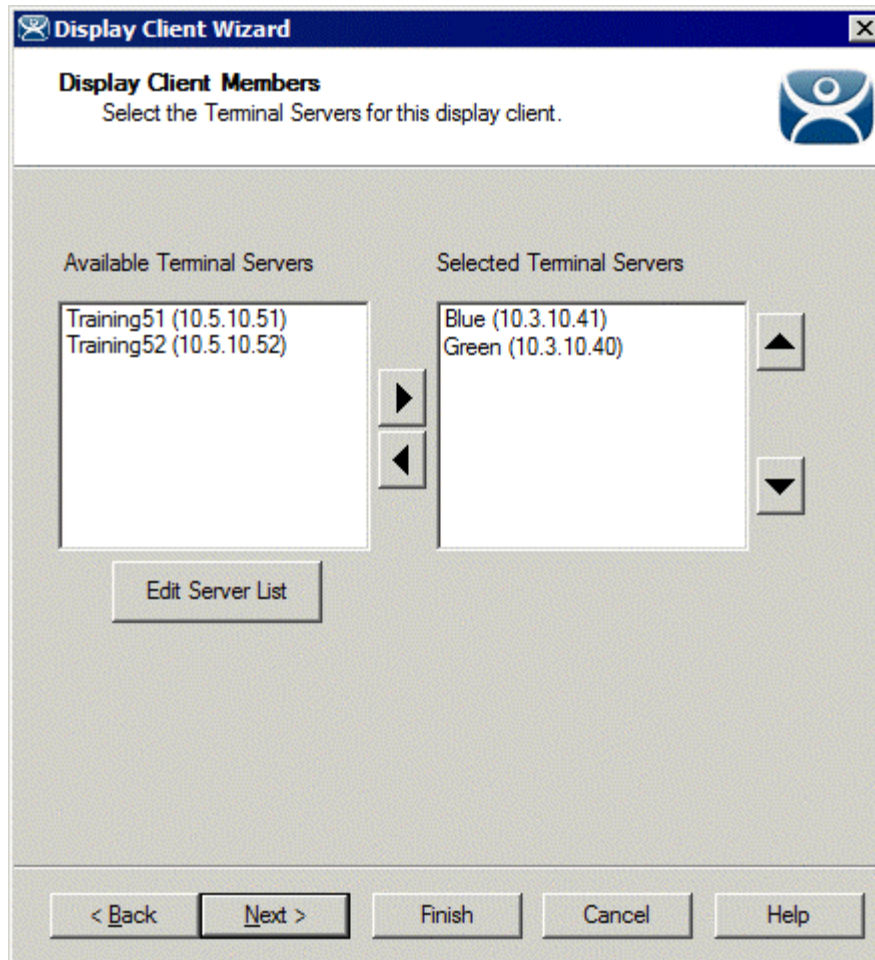 Display Client Wizard
Display Client Members
Select the Terminal Servers for this display client.
Available Terminal Servers
Selected Terminal Servers
Training51 (10.5.10.51)
Training52 (10.5.10.52)
Blue (10.3.10.41)
Green (10.3.10.40)
Edit Server List
< Back
Next >
Finish
Cancel
Help